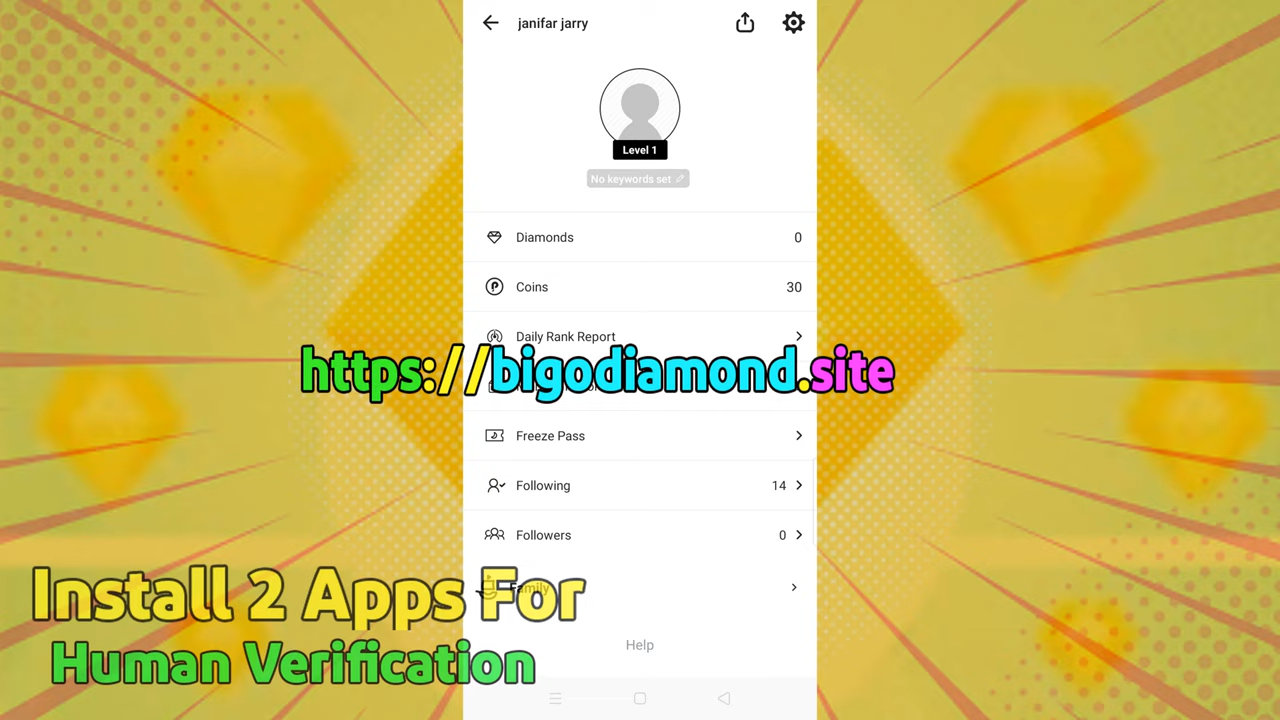 janifar jarry
Level 1
No keywords set
Diamonds 0
Coins 30
Daily Rank Report
https://bigodiamond.site
Freeze Pass
Following 14
Followers 0
Family
Install 2 Apps For
Human Verification
Help